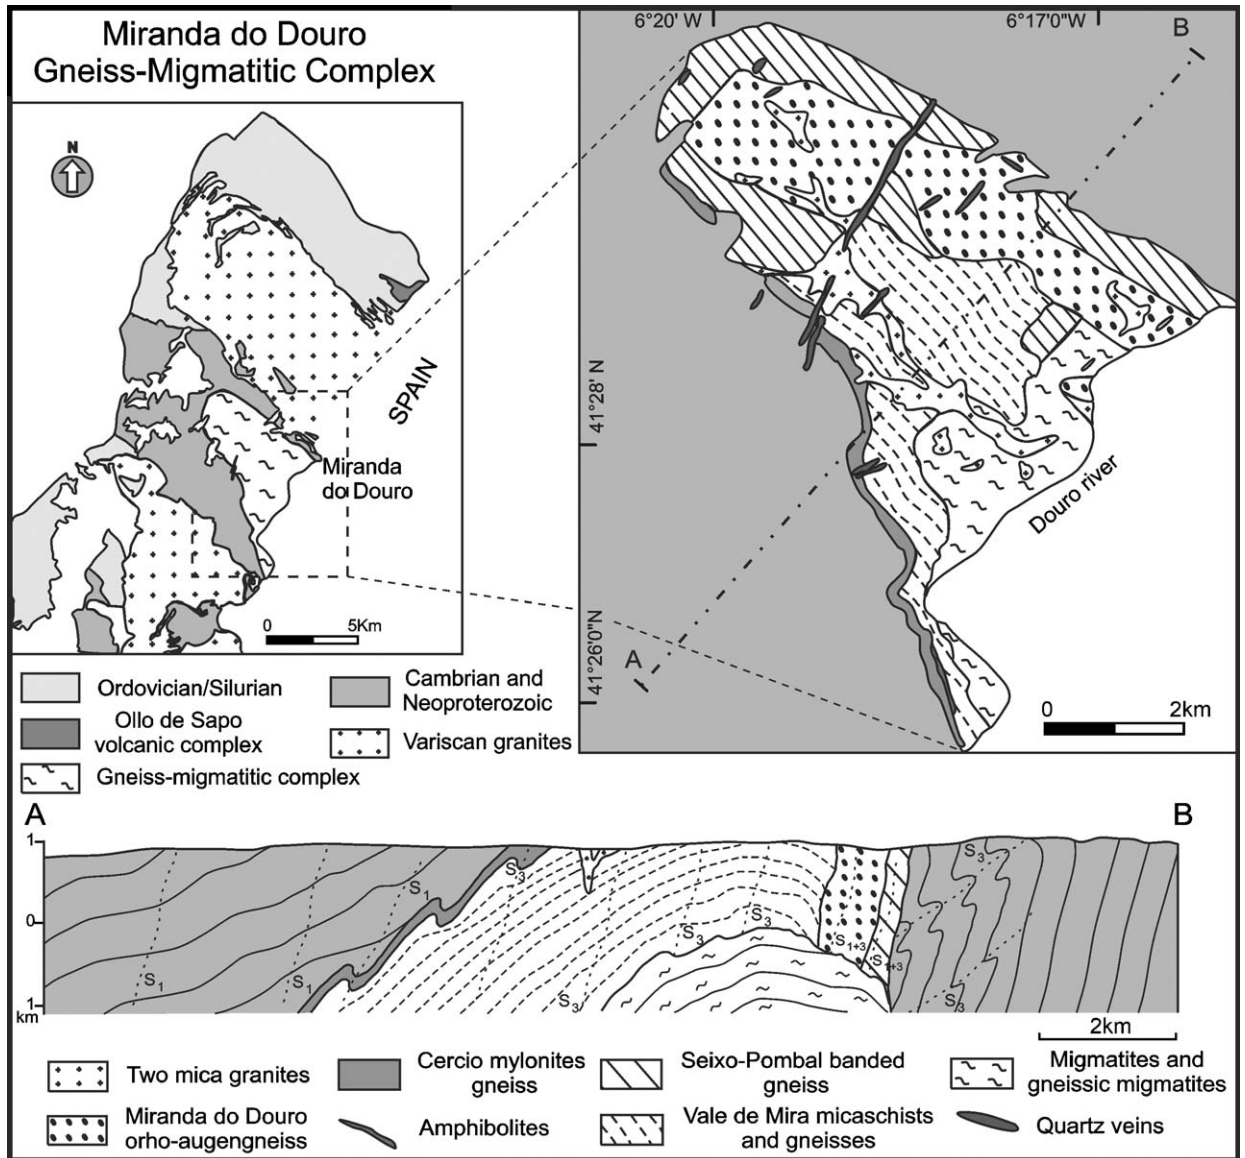 Miranda do Douro
Gneiss-Migmatitic Complex
N
SPAIN
Miranda
do Douro
0 5Km
Ordovician/Silurian
Ollo de Sapo
volcanic complex
Gneiss-migmatitic complex
Cambrian and
Neoproterozoic
Variscan granites
6°20' W
6°17'0"W
B
41°28' N
41°26'0"N
A
Douro river
0 2km
A
B
1
0
1
km
S1
S1
S1
S3
S3
S3
S3
S1+3
S1+3
S3
S3
2km
Two mica granites
Cercio mylonites
gneiss
Seixo-Pombal banded
gneiss
Migmatites and
gneissic migmatites
Miranda do Douro
orho-augengneiss
Amphibolites
Vale de Mira micaschists
and gneisses
Quartz veins